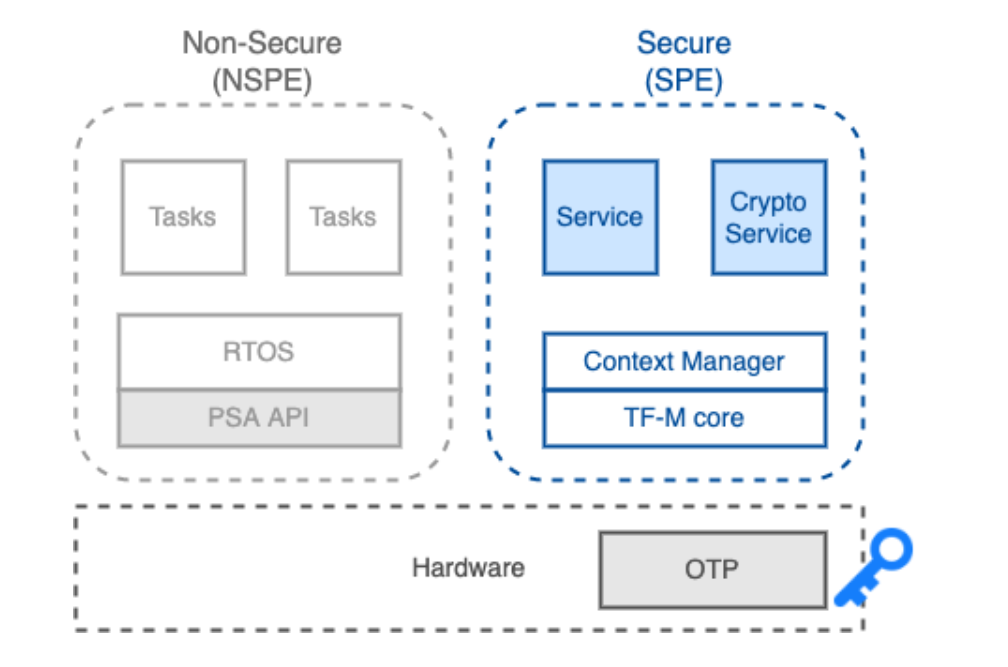 Non-Secure
(NSPE)
Secure
(SPE)
Tasks
Tasks
Service
Crypto
Service
RTOS
PSA API
Context Manager
TF-M core
Hardware
OTP